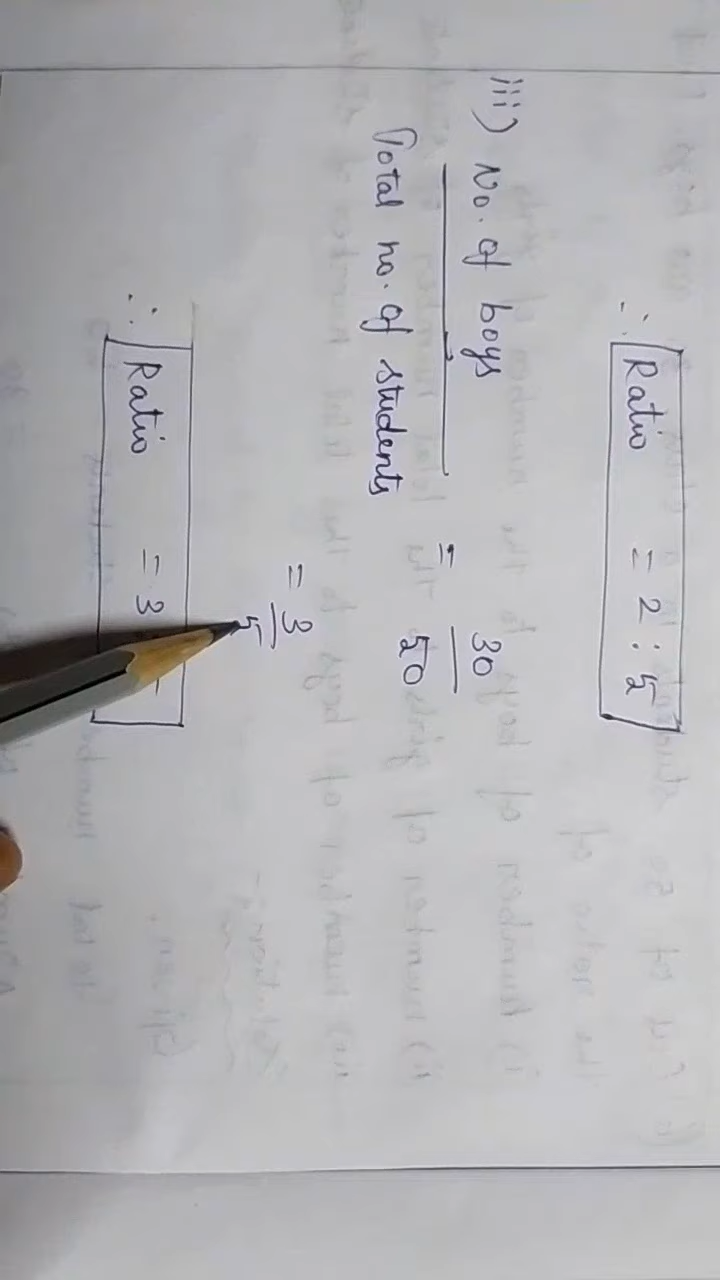 ∴ Ratio = 2 : 5
iii) No. of boys = 30
Total no. of students 50
= 3
5
∴ Ratio = 3